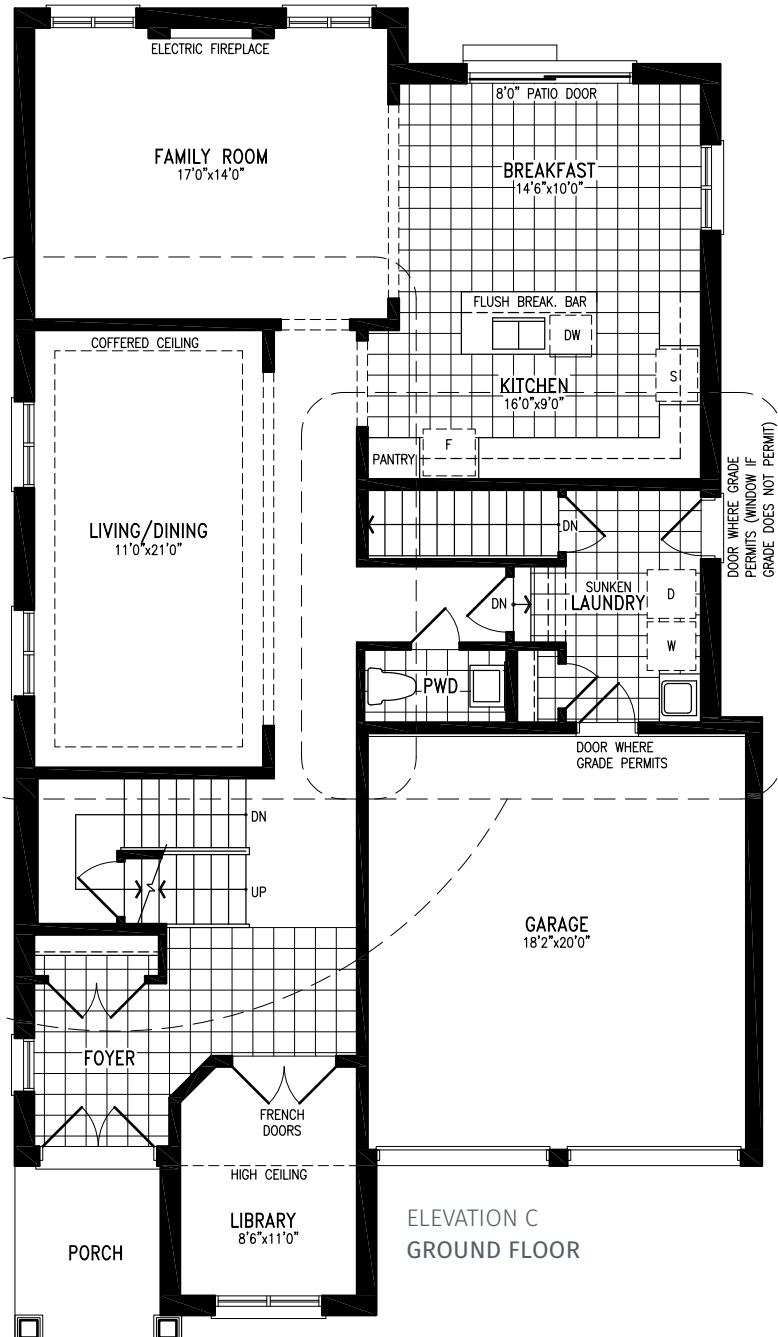 ELECTRIC FIREPLACE
8'0" PATIO DOOR
FAMILY ROOM
17'0"x14'0"
BREAKFAST
14'6"x10'0"
FLUSH BREAK. BAR
DW
COFFERED CEILING
S
KITCHEN
16'0"x9'0"
F
PANTRY
DOOR WHERE GRADE
PERMITS (WINDOW IF
GRADE DOES NOT PERMIT)
LIVING/DINING
11'0"x21'0"
DN
SUNKEN
LAUNDRY
D
DN
W
PWD
DOOR WHERE
GRADE PERMITS
DN
UP
GARAGE
18'2"x20'0"
FOYER
FRENCH
DOORS
HIGH CEILING
LIBRARY
8'6"x11'0"
PORCH
ELEVATION C
GROUND FLOOR